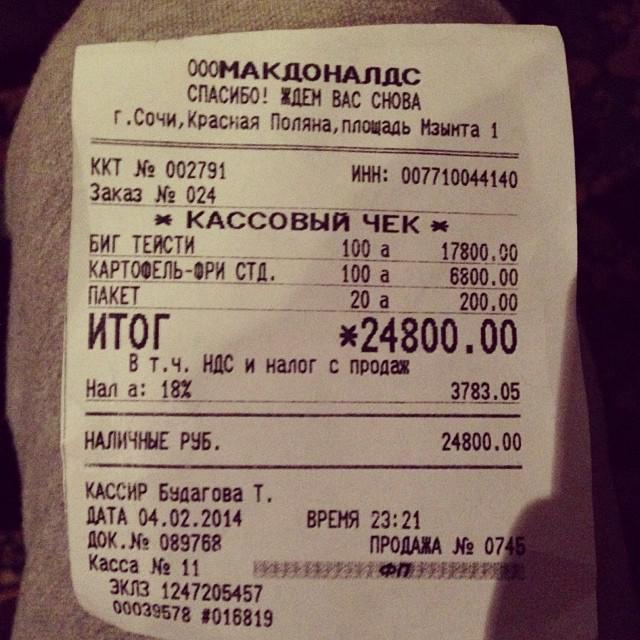 ОООМАКДОНАЛДС
СПАСИБО! ЖДЕМ ВАС СНОВА
г.Сочи,Красная Поляна,площадь Мзымта 1
ККТ № 002791 ИНН: 007710044140
Заказ № 024
* КАССОВЫЙ ЧЕК *
БИГ ТЕЙСТИ 100 а 17800.00
КАРТОФЕЛЬ-ФРИ СТД. 100 а 6800.00
ПАКЕТ 20 а 200.00
ИТОГ *24800.00
В т.ч. НДС и налог с продаж
Нал а: 18% 3783.05
НАЛИЧНЫЕ РУБ. 24800.00
КАССИР Будагова Т.
ДАТА 04.02.2014 ВРЕМЯ 23:21
ДОК.№ 089768 ПРОДАЖА № 0745
Касса № 11 ФП
ЭКЛЗ 1247205457
00039578 #016819